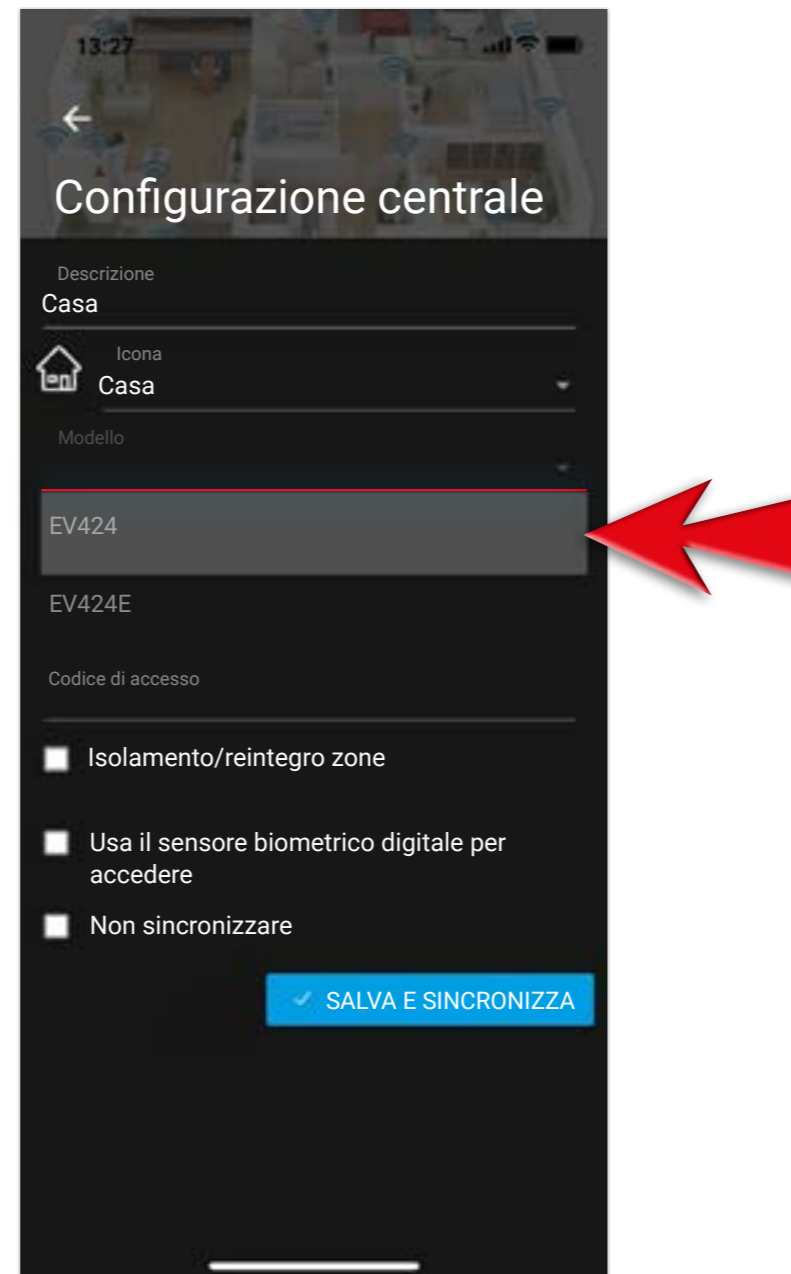 13:27
Configurazione centrale
Descrizione
Casa
Icona
Casa
Modello
EV424
EV424E
Codice di accesso
Isolamento/reintegro zone
Usa il sensore biometrico digitale per
accedere
Non sincronizzare
SALVA E SINCRONIZZA